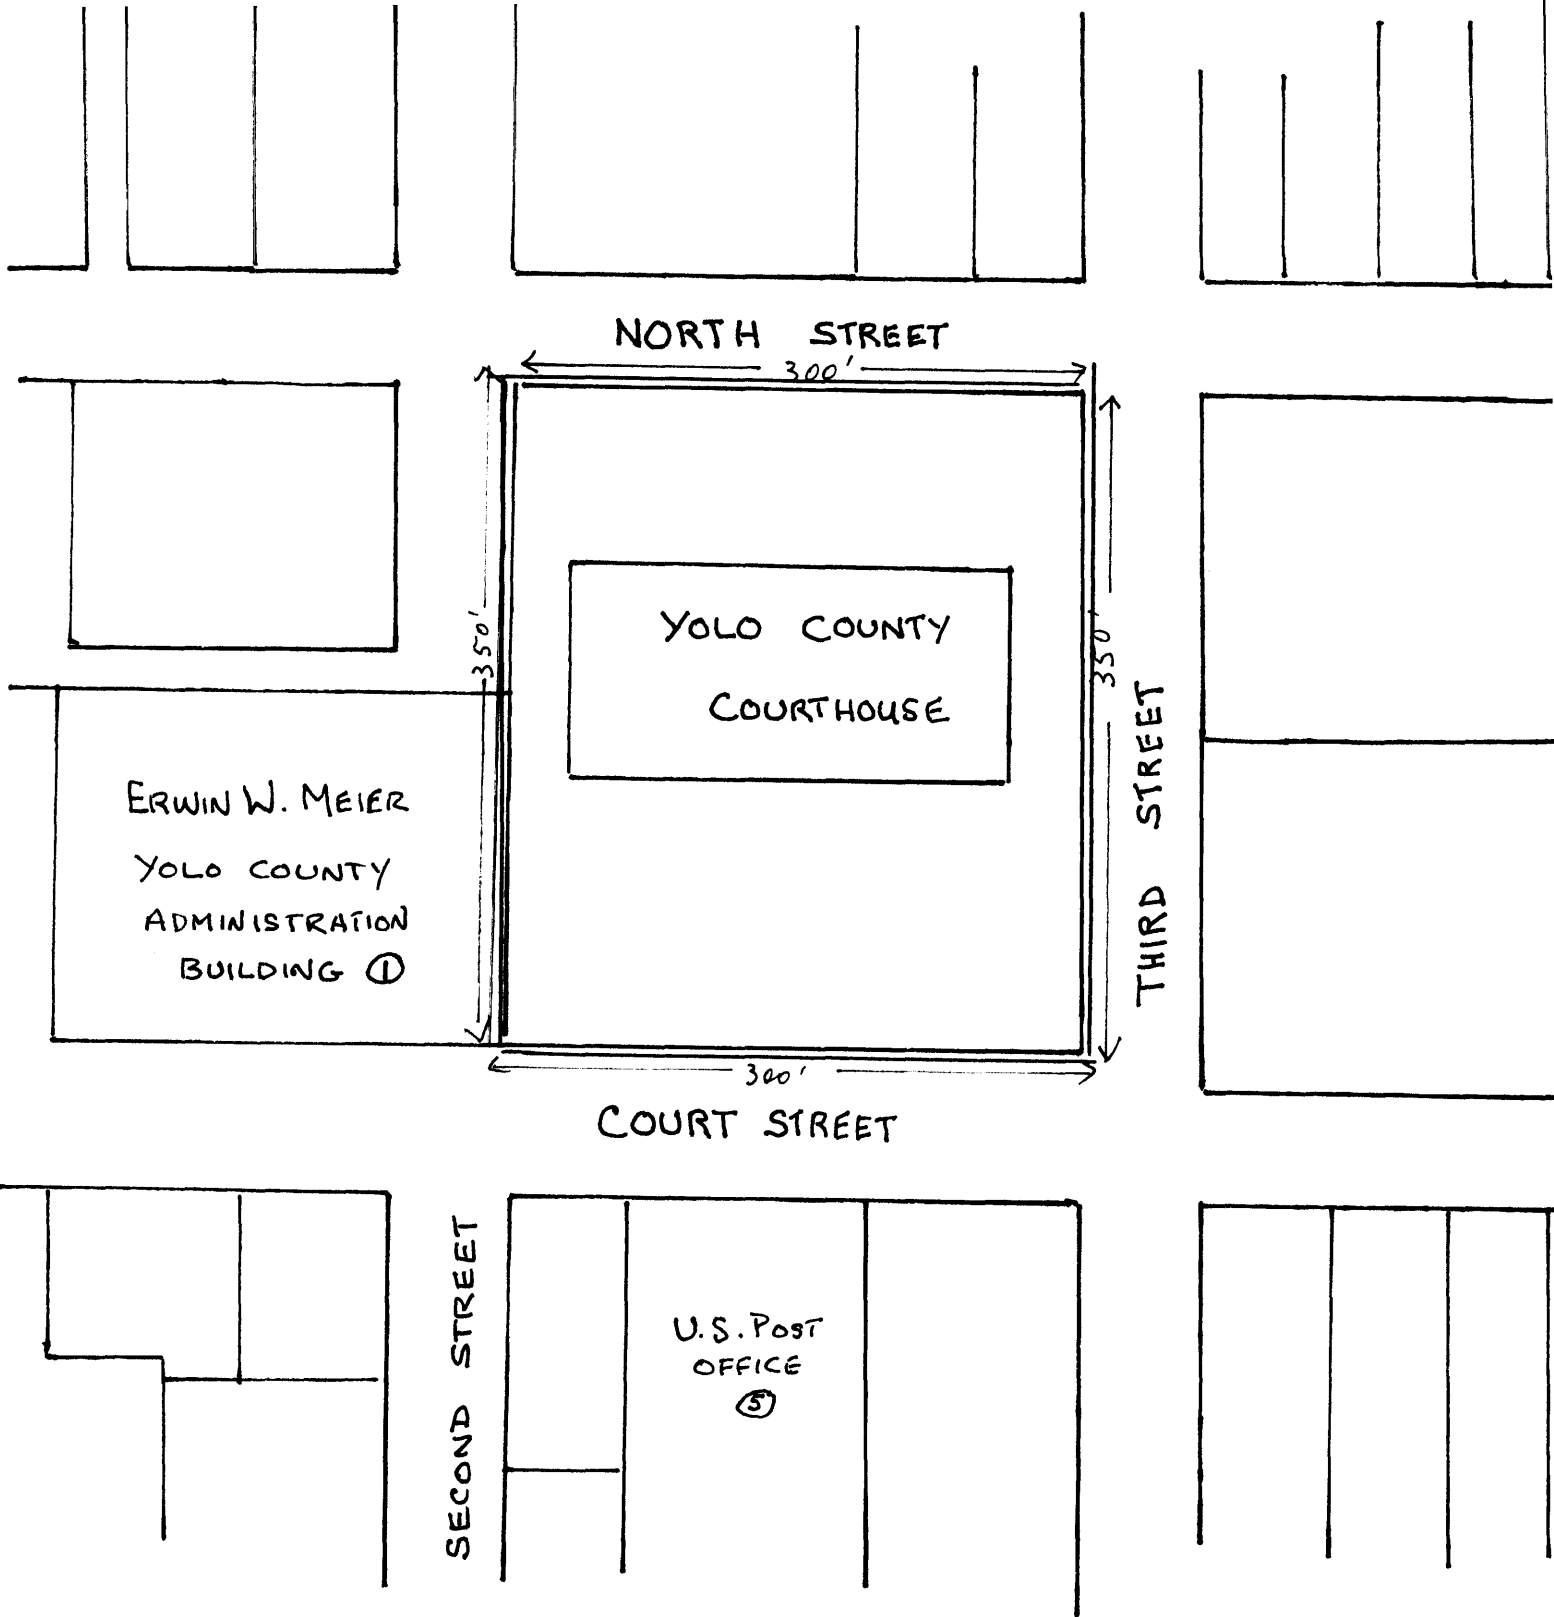 NORTH STREET
300'
350'
350'
YOLO COUNTY
COURTHOUSE
ERWIN W. MEIER
YOLO COUNTY
ADMINISTRATION
BUILDING ①
THIRD STREET
300'
COURT STREET
SECOND STREET
U.S. POST
OFFICE
⑤